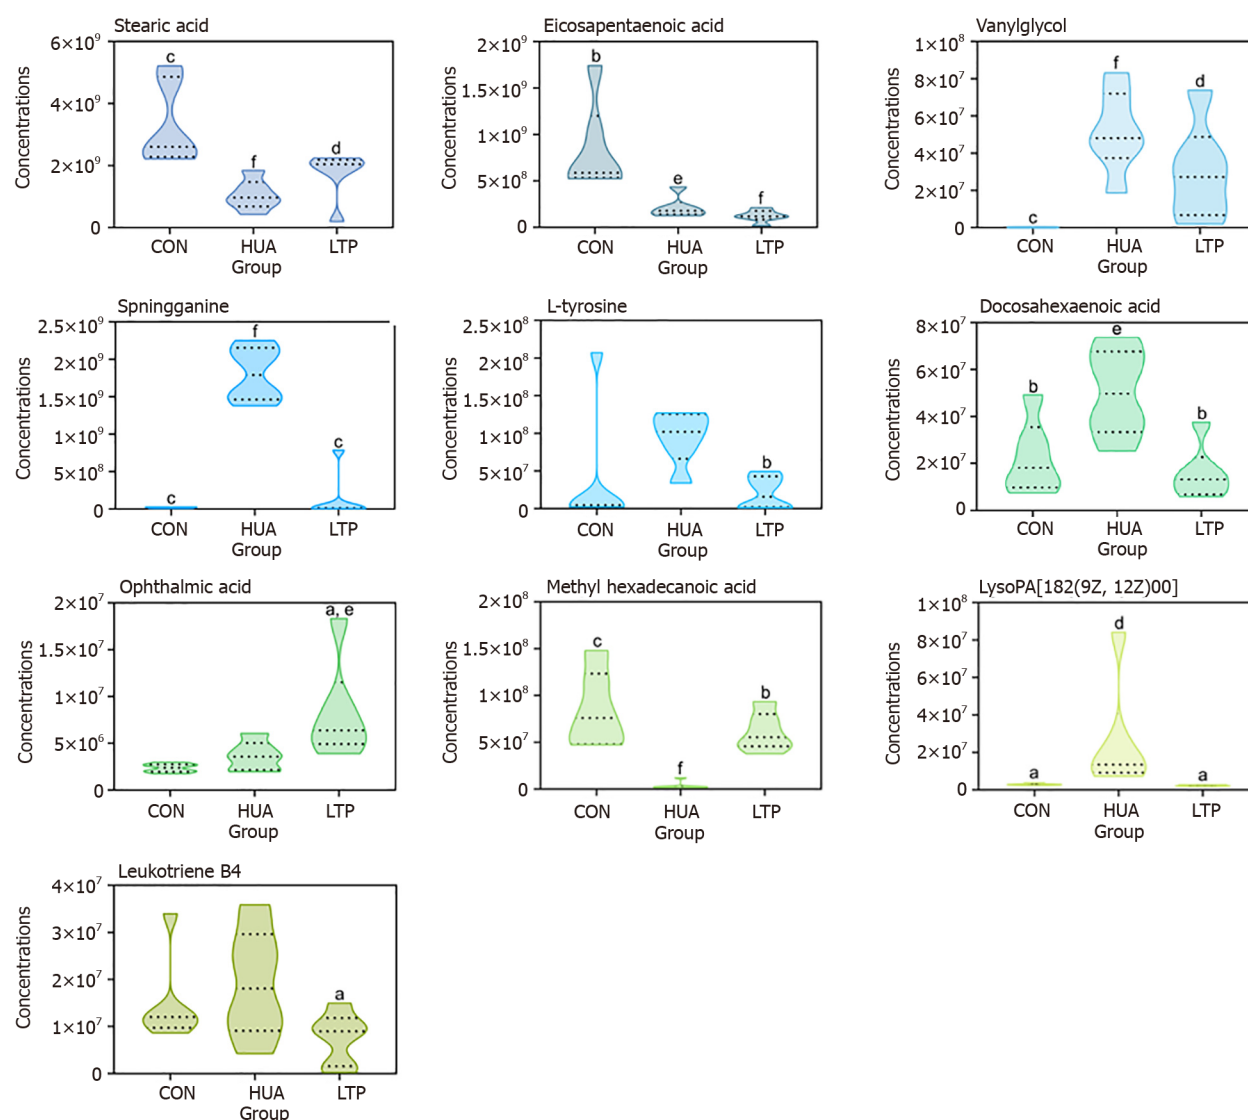 Stearic acid
6×10⁹
4×10⁹
2×10⁹
0
Concentrations
c
f
d
CON HUA LTP
Group
Eicosapentaenoic acid
2×10⁹
1.5×10⁹
1×10⁹
5×10⁸
0
Concentrations
b
e
f
CON HUA LTP
Group
Vanylglycol
1×10⁸
8×10⁷
6×10⁷
4×10⁷
2×10⁷
0
Concentrations
c
f
d
CON HUA LTP
Group
Spningganine
2.5×10⁹
2×10⁹
1.5×10⁹
1×10⁹
5×10⁸
0
Concentrations
c
f
c
CON HUA LTP
Group
L-tyrosine
2.5×10⁸
2×10⁸
1.5×10⁸
1×10⁸
5×10⁷
0
Concentrations
b
CON HUA LTP
Group
Docosahexaenoic acid
8×10⁷
6×10⁷
4×10⁷
2×10⁷
0
Concentrations
b
e
b
CON HUA LTP
Group
Ophthalmic acid
2×10⁷
1.5×10⁷
1×10⁷
5×10⁶
0
Concentrations
a, e
CON HUA LTP
Group
Methyl hexadecanoic acid
2×10⁸
1.5×10⁸
1×10⁸
5×10⁷
0
Concentrations
c
f
b
CON HUA LTP
Group
LysoPA[182(9Z, 12Z)00]
1×10⁸
8×10⁷
6×10⁷
4×10⁷
2×10⁷
0
Concentrations
a
d
a
CON HUA LTP
Group
Leukotriene B4
4×10⁷
3×10⁷
2×10⁷
1×10⁷
0
Concentrations
a
CON HUA LTP
Group